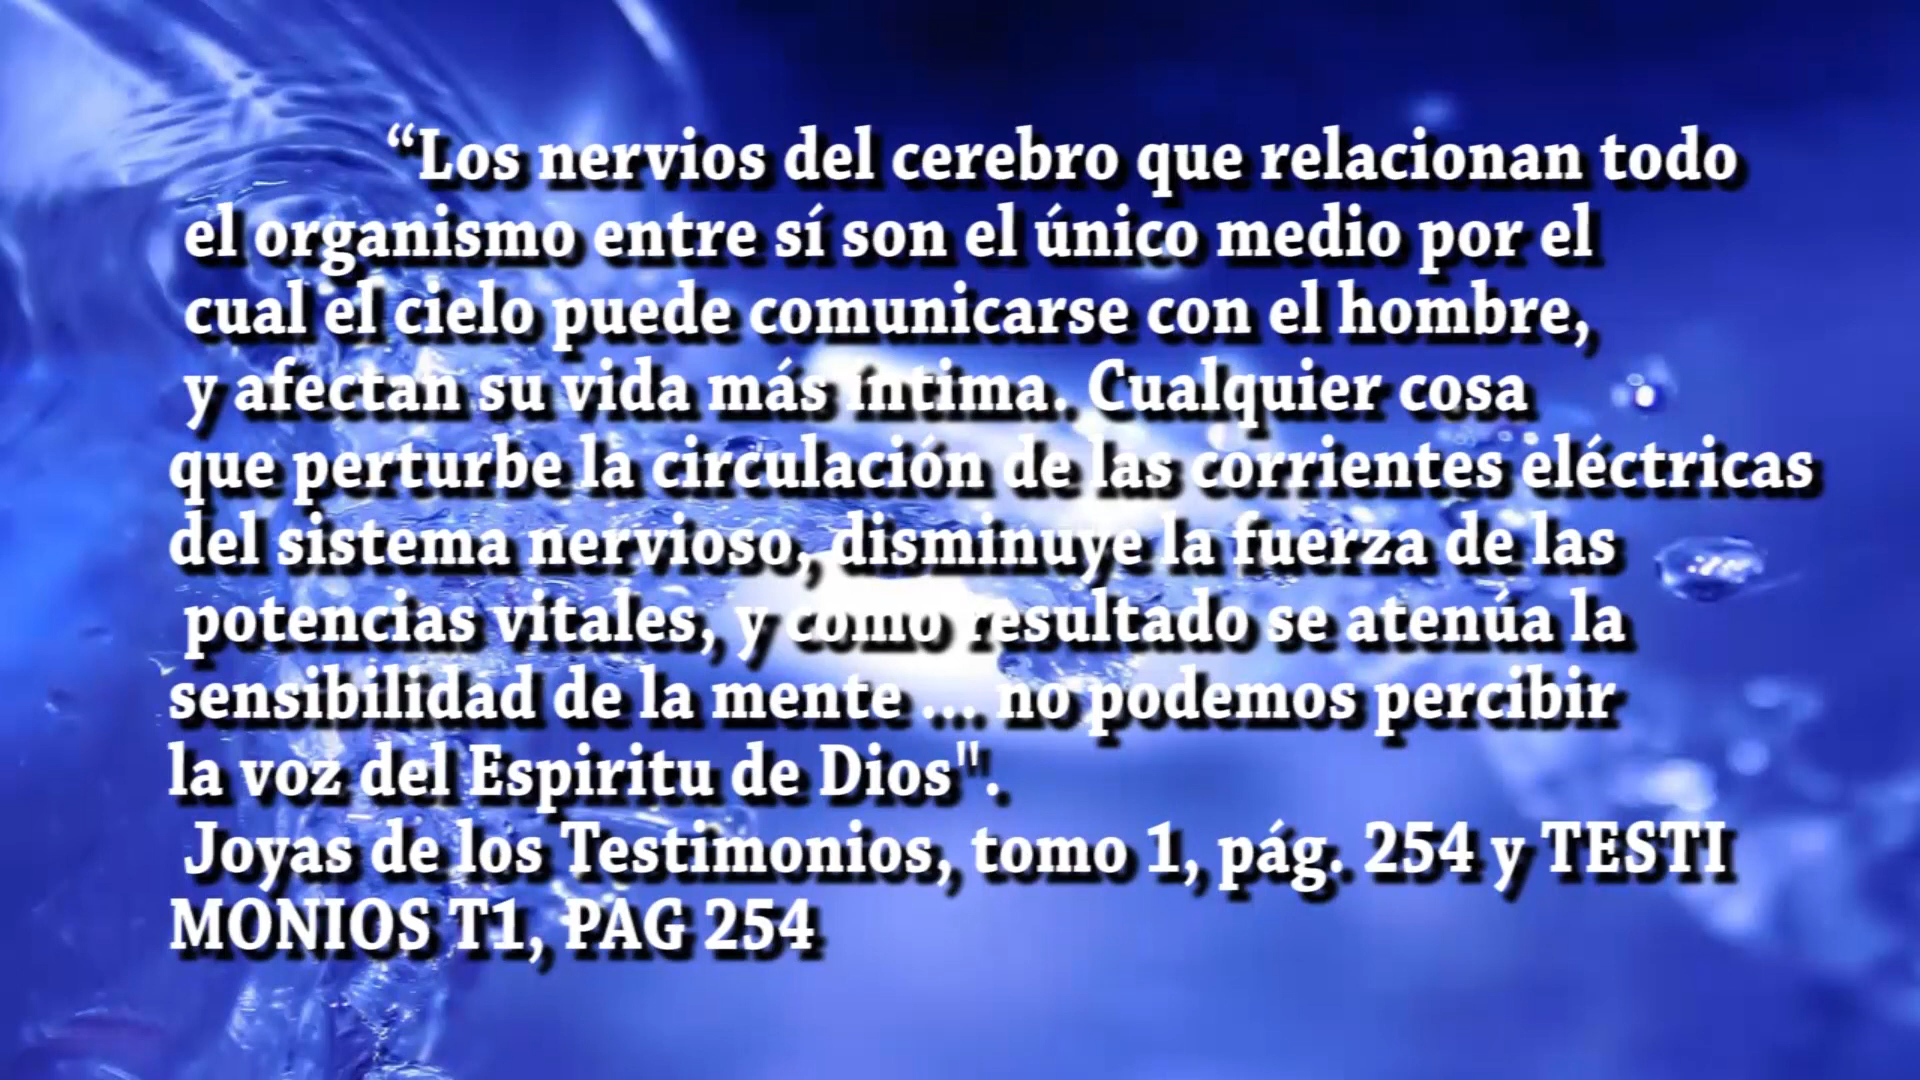 “Los nervios del cerebro que relacionan todo
el organismo entre sí son el único medio por el
cual el cielo puede comunicarse con el hombre,
y afectan su vida más íntima. Cualquier cosa
que perturbe la circulación de las corrientes eléctricas
del sistema nervioso, disminuye la fuerza de las
potencias vitales, y como resultado se atenúa la
sensibilidad de la mente ... no podemos percibir
la voz del Espiritu de Dios".
Joyas de los Testimonios, tomo 1, pág. 254 y TESTI
MONIOS T1, PAG 254